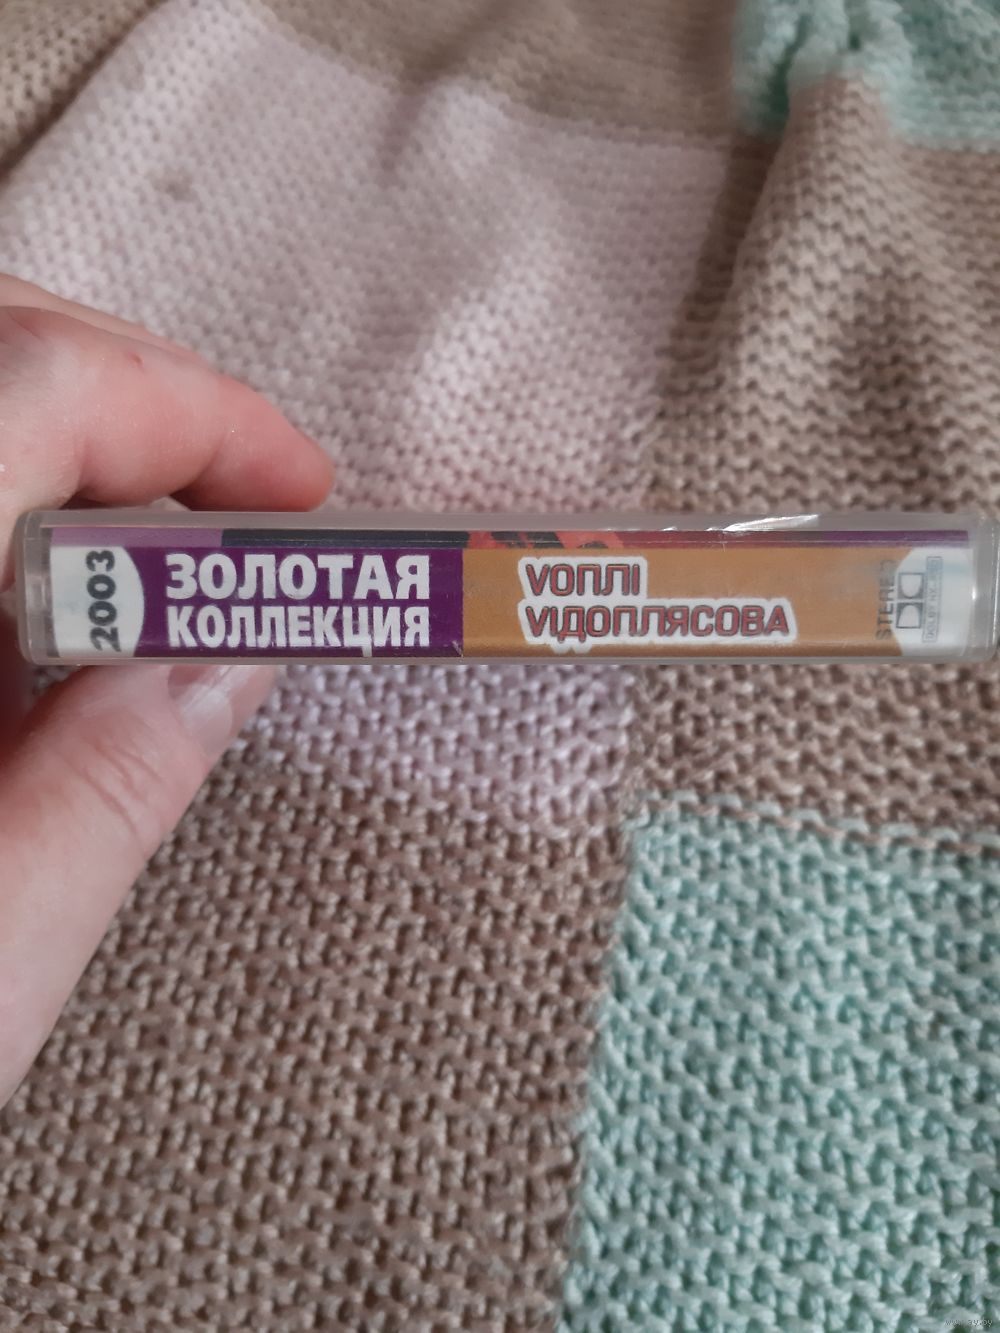 2003
ЗОЛОТАЯ
КОЛЛЕКЦИЯ
VОПЛІ
VІДОПЛЯСОВА
STEREO